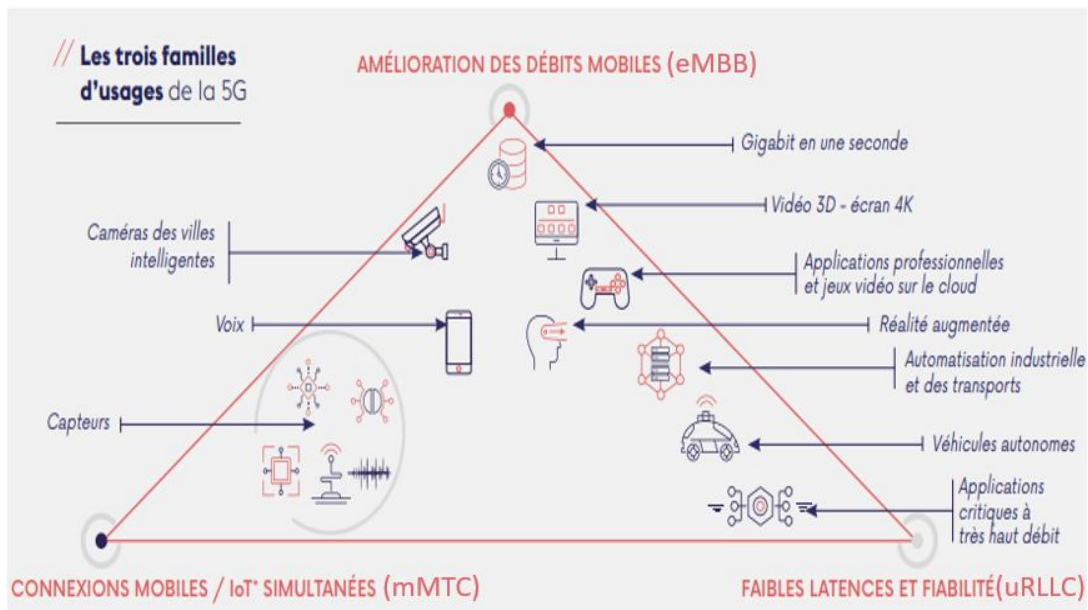 // Les trois familles
d'usages de la 5G
AMÉLIORATION DES DÉBITS MOBILES (eMBB)
Gigabit en une seconde
Vidéo 3D - écran 4K
Caméras des villes
intelligentes
Applications professionnelles
et jeux vidéo sur le cloud
Voix
Réalité augmentée
Automatisation industrielle
et des transports
Capteurs
Véhicules autonomes
Applications
critiques à
très haut débit
CONNEXIONS MOBILES / IoT* SIMULTANÉES (mMTC)
FAIBLES LATENCES ET FIABILITÉ(uRLLC)